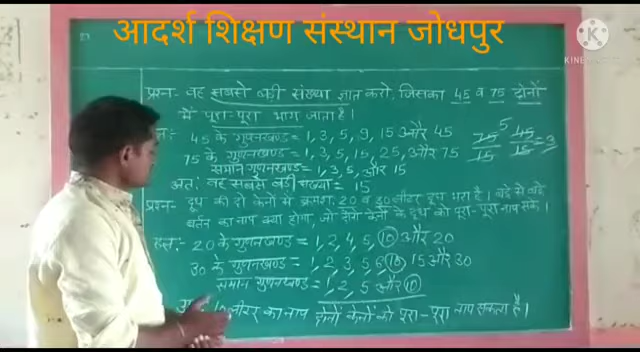 आदर्श शिक्षण संस्थान जोधपुर
KINEMASTER
प्रश्न- वह सबसे बड़ी संख्या ज्ञात करो, जिसका 45 व 75 दोनों
में पूरा-पूरा भाग जाता है।
45 के गुणनखण्ड = 1, 3, 5, 9, 15 और 45
75 5 45
15 15 = 3
75 के गुणनखण्ड = 1, 3, 5, 15, 25, और 75
समान गुणनखण्ड = 1, 3, 5, और 15
अतः वह सबसे बड़ी संख्या = 15
प्रश्न- दूध की दो केनों में क्रमशः 20 व 30 लीटर दूध भरा है। बड़े से बड़े
बर्तन का नाप क्या होगा, जो दोनों केनों के दूध को पूरा-पूरा नाप सके।
हल:- 20 के गुणनखण्ड = 1, 2, 4, 5, 10 और 20
30 के गुणनखण्ड = 1, 2, 3, 5, 6, 10, 15 और 30
समान गुणनखण्ड = 1, 2, 5 और 10
लीटर का नाप दोनों केनों को पूरा-पूरा नाप सकता है।